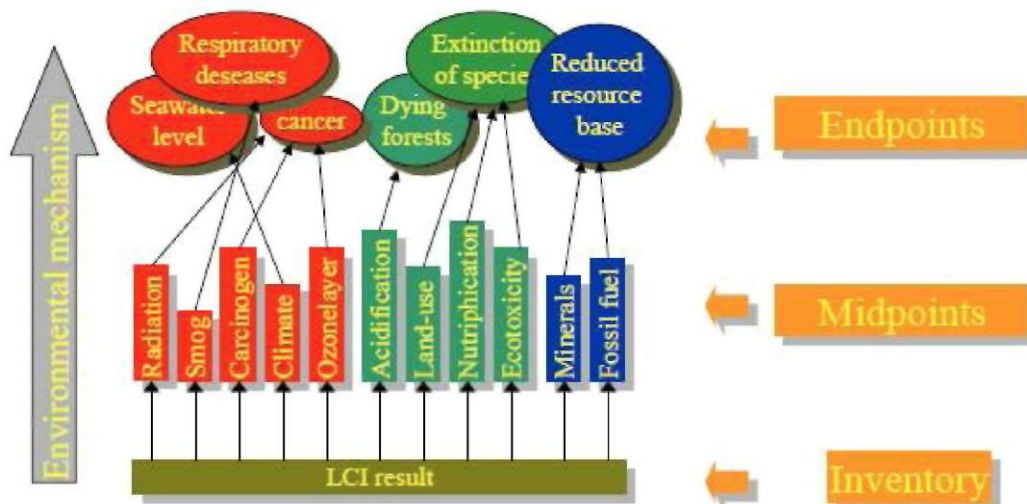 Environmental mechanism
Respiratory
deseases
Seawater
level
cancer
Dying
forests
Extinction
of species
Reduced
resource
base
Endpoints
Radiation
Smog
Carcinogen
Climate
Ozonelayer
Acidification
Land-use
Nutriphication
Ecotoxicity
Minerals
Fossil fuel
Midpoints
LCI result
Inventory